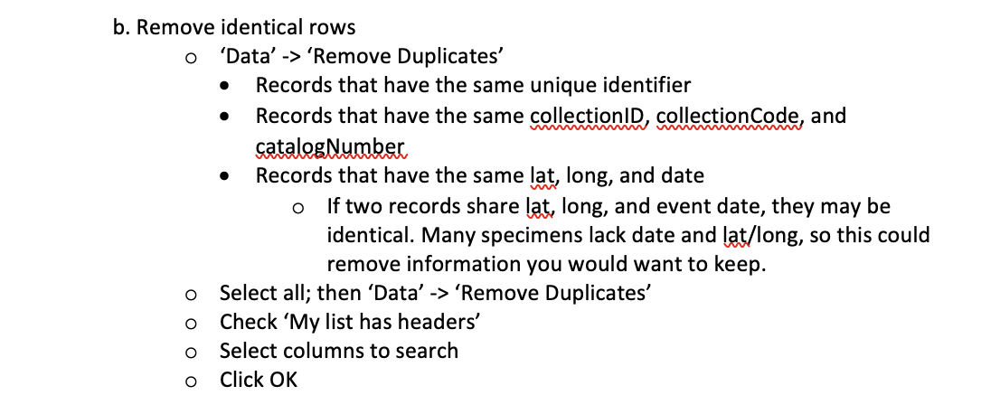 b. Remove identical rows
o 'Data' -> 'Remove Duplicates'
• Records that have the same unique identifier
• Records that have the same collectionID, collectionCode, and
catalogNumber
• Records that have the same lat, long, and date
o If two records share lat, long, and event date, they may be
identical. Many specimens lack date and lat/long, so this could
remove information you would want to keep.
o Select all; then 'Data' -> 'Remove Duplicates'
o Check 'My list has headers'
o Select columns to search
o Click OK